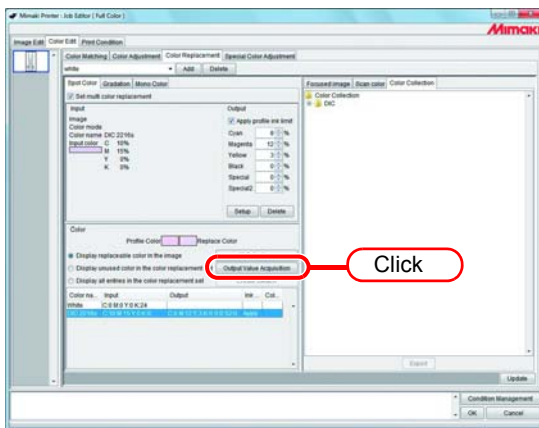 Mimaki Printer : Job Editor ( Full Color )
Mimaki
Image Edit Color Edit Print Condition
Color Matching Color Adjustment Color Replacement Special Color Adjustment
white Add Delete
Spot Color Gradation Mono Color
Focused image Scan color Color Collection
Set multi color replacement
Color Collection
DIC
Input
Output
Image
Color mode
Color name DIC 2216s
Input color C 10%
M 15%
Y 0%
K 0%
Apply profile ink limit
Cyan 8 %
Magenta 12 %
Yellow 3 %
Black 0 %
Special 0 %
Special2 0 %
Setup Delete
Color
Profile Color Replace Color
Display replaceable color in the image
Display unused color in the color replacement set
Output Value Acquisition
Click
Display all entries in the color replacement set
Color na... Input Output Ink ... Col...
White C:0 M:0 Y:0 K:24
Export
Update
Condition Management
OK Cancel